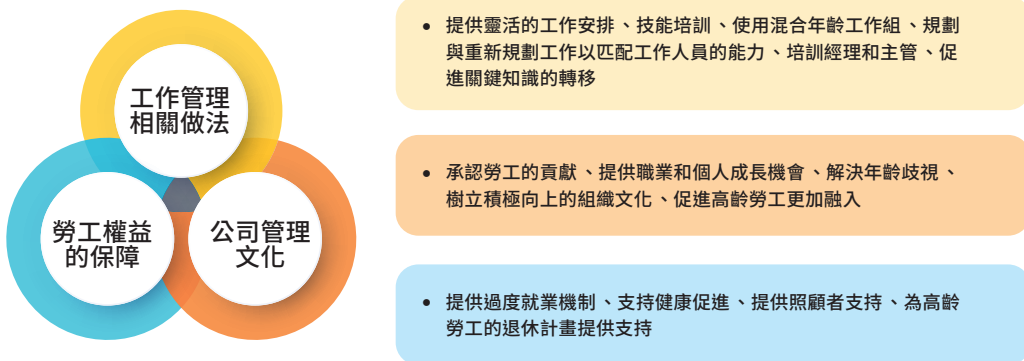 工作管理
相關做法
勞工權益
的保障
公司管理
文化
• 提供靈活的工作安排、技能培訓、使用混合年齡工作組、規劃
與重新規劃工作以匹配工作人員的能力、培訓經理和主管、促
進關鍵知識的轉移
• 承認勞工的貢獻、提供職業和個人成長機會、解決年齡歧視、
樹立積極向上的組織文化、促進高齡勞工更加融入
• 提供過度就業機制、支持健康促進、提供照顧者支持、為高齡
勞工的退休計畫提供支持